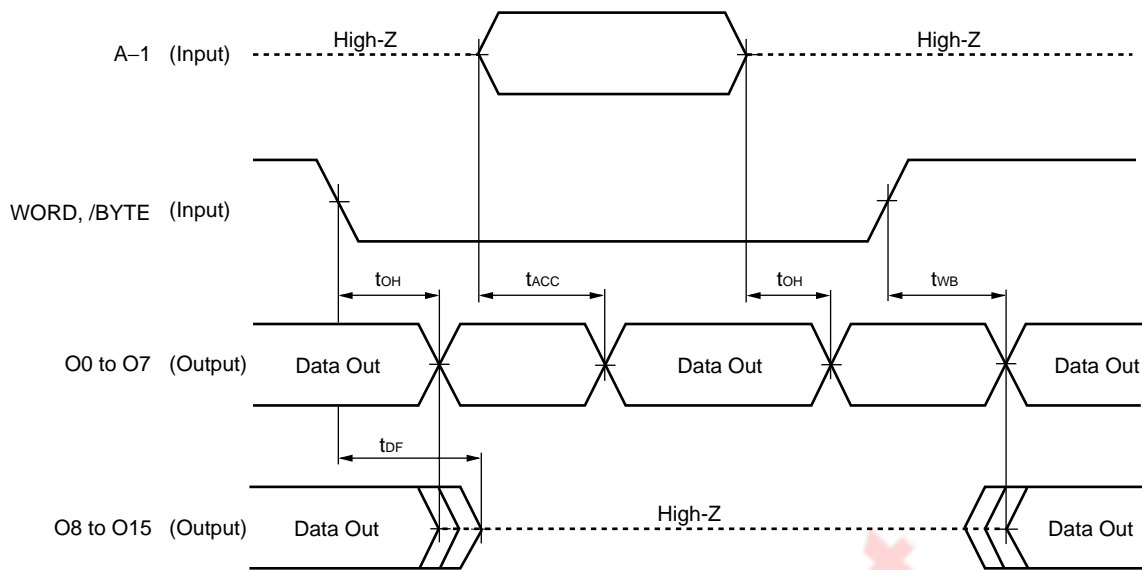 High-Z High-Z
A–1 (Input)
WORD, /BYTE (Input)
tOH tACC tOH tWB
O0 to O7 (Output) Data Out Data Out Data Out
tDF
O8 to O15 (Output) Data Out High-Z Data Out